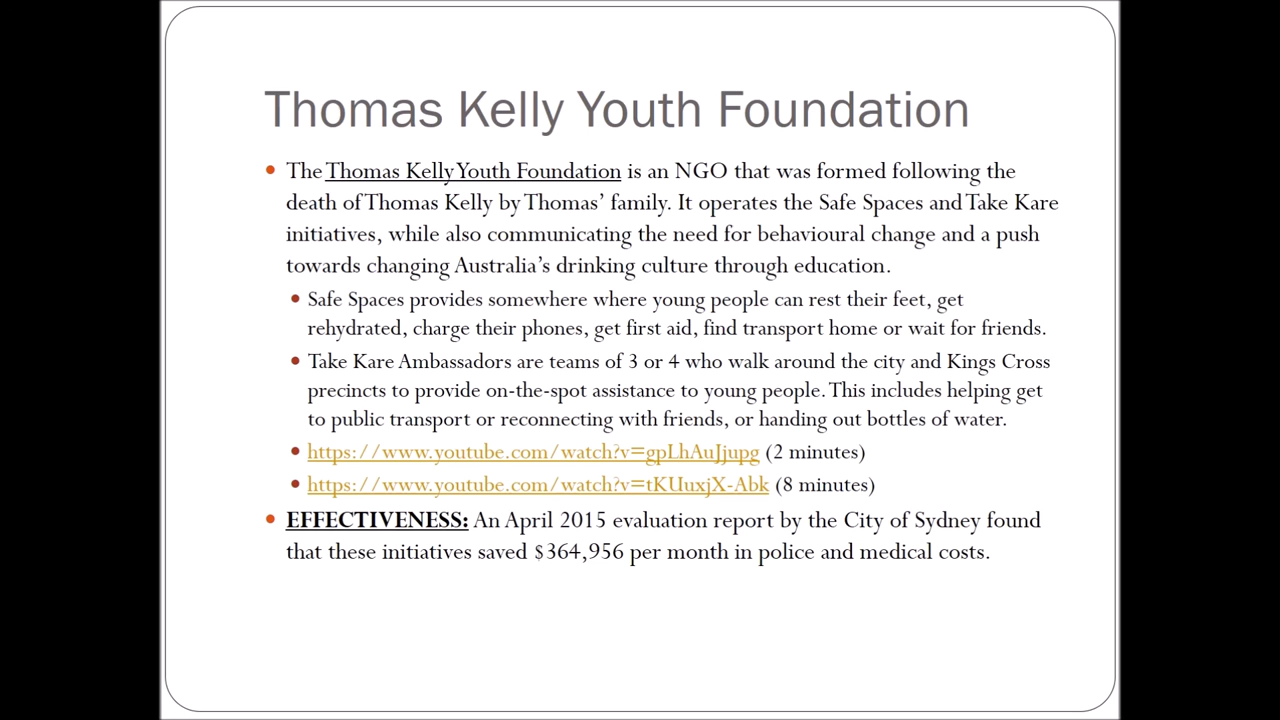 Thomas Kelly Youth Foundation
• The Thomas Kelly Youth Foundation is an NGO that was formed following the
death of Thomas Kelly by Thomas’ family. It operates the Safe Spaces and Take Kare
initiatives, while also communicating the need for behavioural change and a push
towards changing Australia’s drinking culture through education.
• Safe Spaces provides somewhere where young people can rest their feet, get
rehydrated, charge their phones, get first aid, find transport home or wait for friends.
• Take Kare Ambassadors are teams of 3 or 4 who walk around the city and Kings Cross
precincts to provide on-the-spot assistance to young people. This includes helping get
to public transport or reconnecting with friends, or handing out bottles of water.
• https://www.youtube.com/watch?v=gpLhAuJjupg (2 minutes)
• https://www.youtube.com/watch?v=tKUuxjX-Abk (8 minutes)
• EFFECTIVENESS: An April 2015 evaluation report by the City of Sydney found
that these initiatives saved $364,956 per month in police and medical costs.